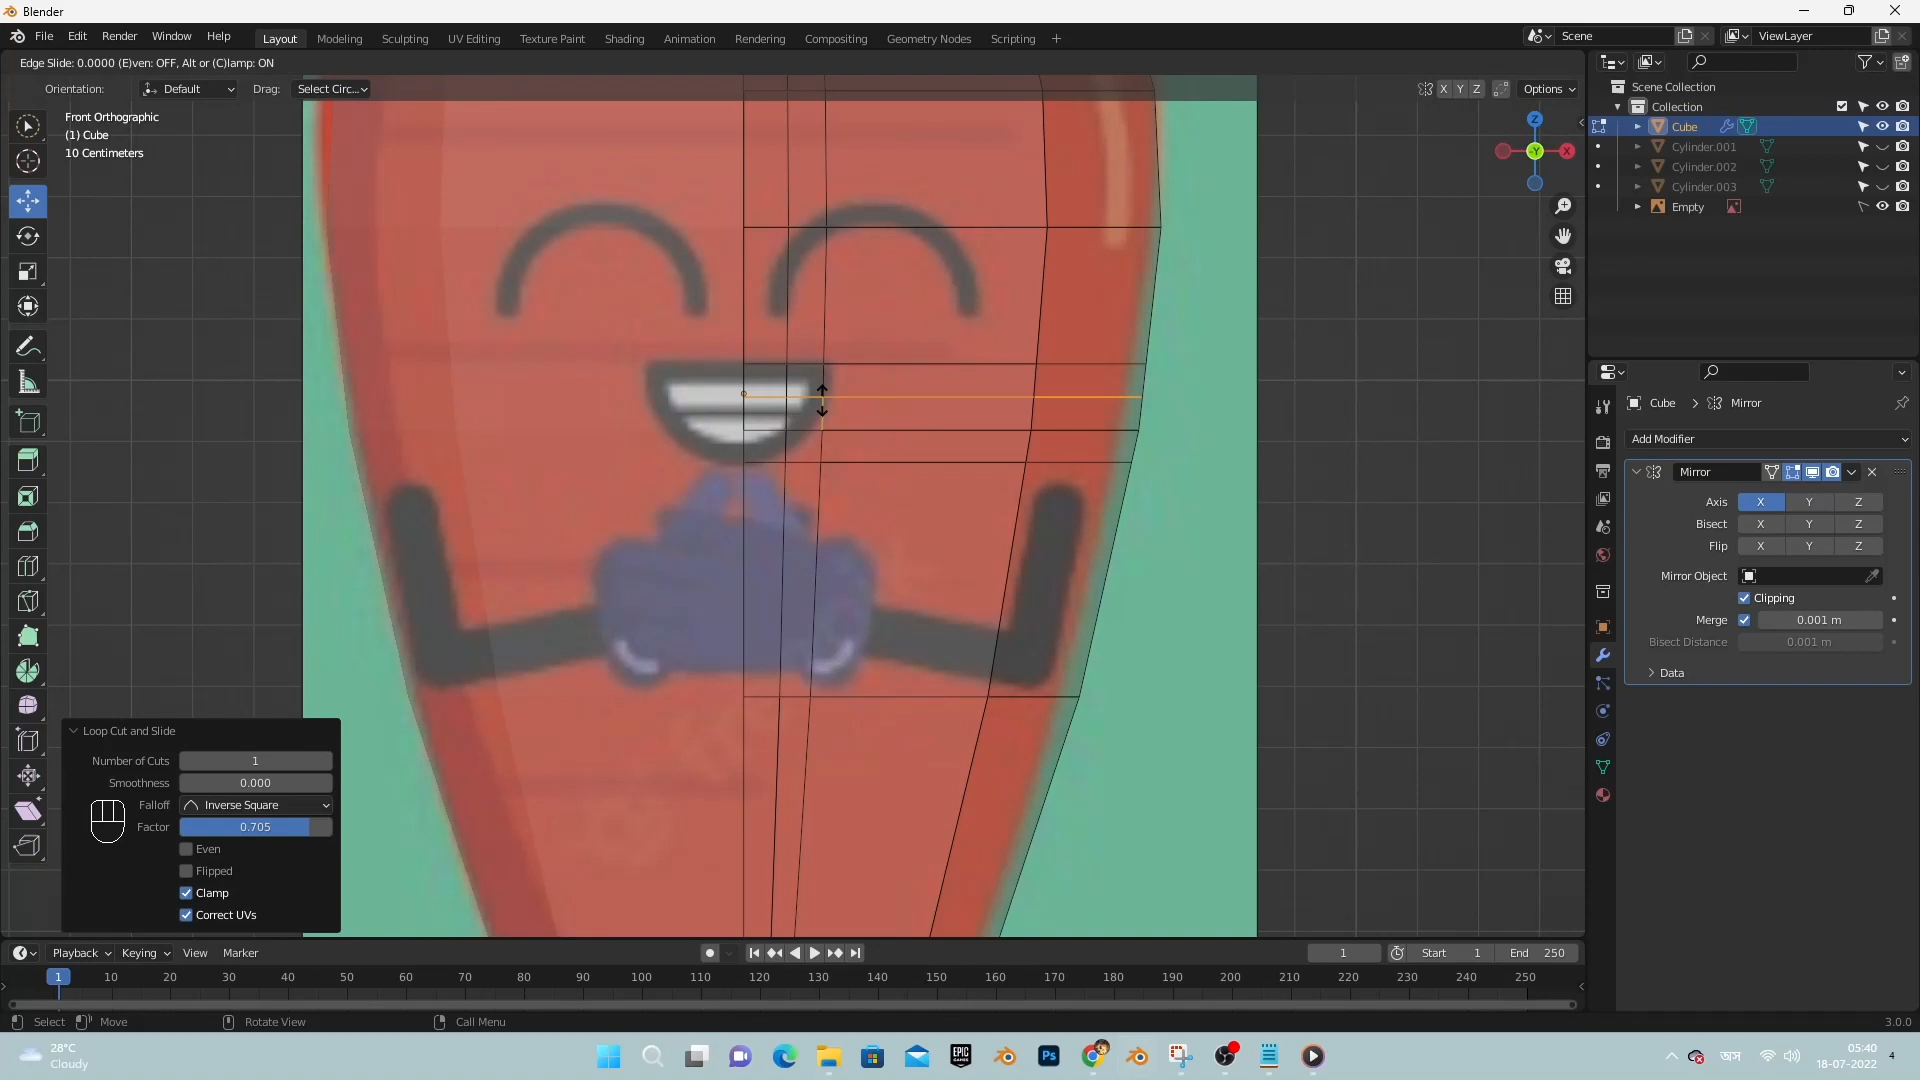 Blender
File Edit Render Window Help Layout Modeling Sculpting UV Editing Texture Paint Shading Animation Rendering Compositing Geometry Nodes Scripting + Scene ViewLayer
Edge Slide: 0.0000 (E)ven: OFF, Alt or (C)lamp: ON
Orientation: Default Drag: Select Circ... X Y Z Options
Front Orthographic
(1) Cube
10 Centimeters
Z
-Y
X
Scene Collection
Collection
Cube
Cylinder.001
Cylinder.002
Cylinder.003
Empty
Cube > Mirror
Add Modifier
Mirror
Axis X Y Z
Bisect X Y Z
Flip X Y Z
Mirror Object
Clipping
Merge 0.001 m
Bisect Distance 0.001 m
Data
Loop Cut and Slide
Number of Cuts 1
Smoothness 0.000
Falloff Inverse Square
Factor 0.705
Even
Flipped
Clamp
Correct UVs
Playback Keying View Marker 1 Start 1 End 250
1 10 20 30 40 50 60 70 80 90 100 110 120 130 140 150 160 170 180 190 200 210 220 230 240 250
Select Move Rotate View Call Menu 3.0.0
28°C
Cloudy
EPIC GAMES
Ps
অস
05:40
18-07-2022
4